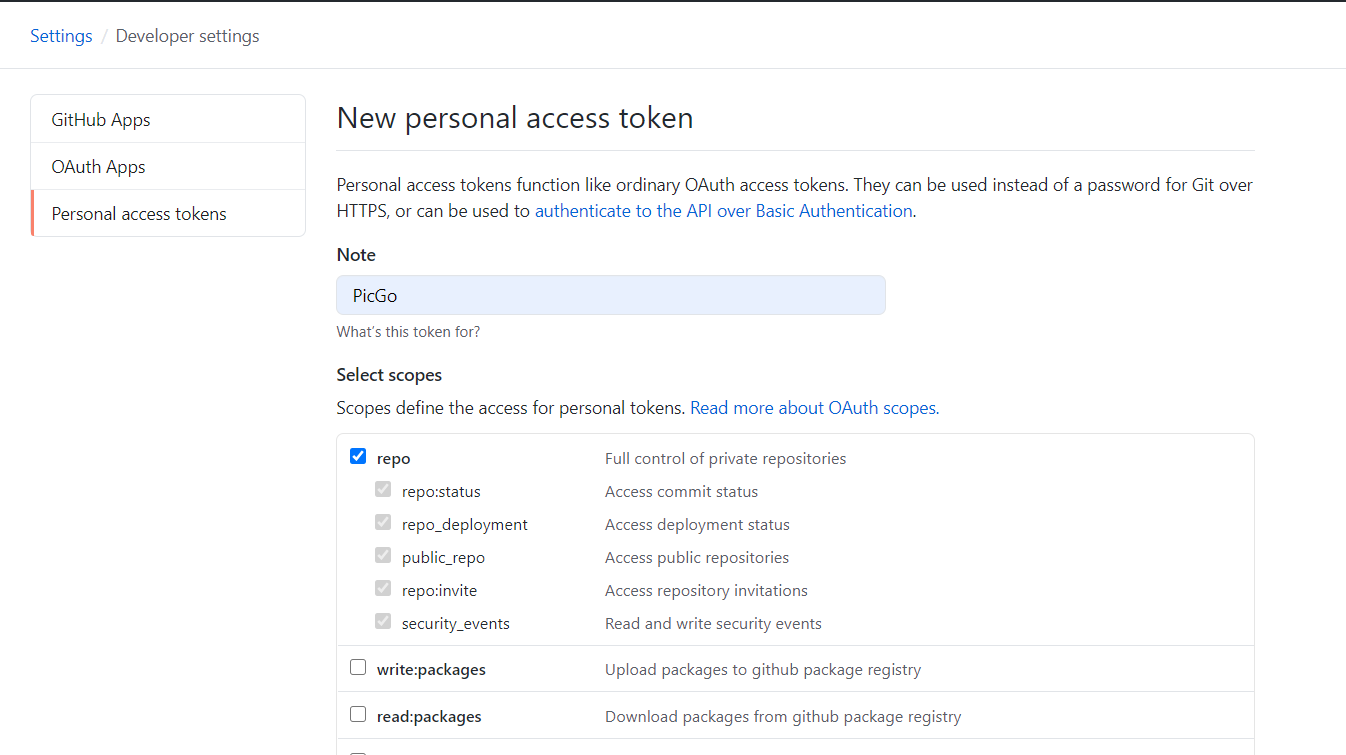 Settings / Developer settings
GitHub Apps
OAuth Apps
Personal access tokens
New personal access token
Personal access tokens function like ordinary OAuth access tokens. They can be used instead of a password for Git over
HTTPS, or can be used to authenticate to the API over Basic Authentication.
Note
PicGo
What's this token for?
Select scopes
Scopes define the access for personal tokens. Read more about OAuth scopes.
repo Full control of private repositories
repo:status Access commit status
repo_deployment Access deployment status
public_repo Access public repositories
repo:invite Access repository invitations
security_events Read and write security events
write:packages Upload packages to github package registry
read:packages Download packages from github package registry